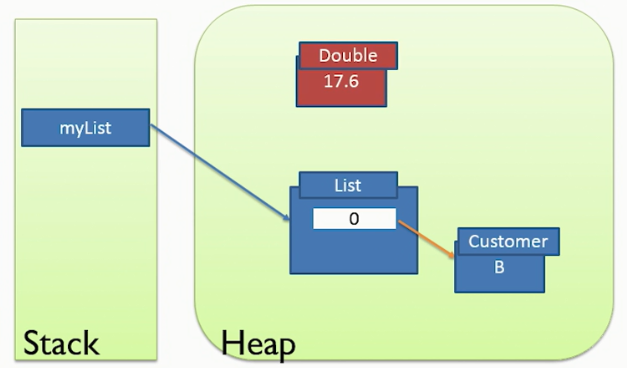 Double
17.6
myList
List
0
Customer
B
Stack
Heap